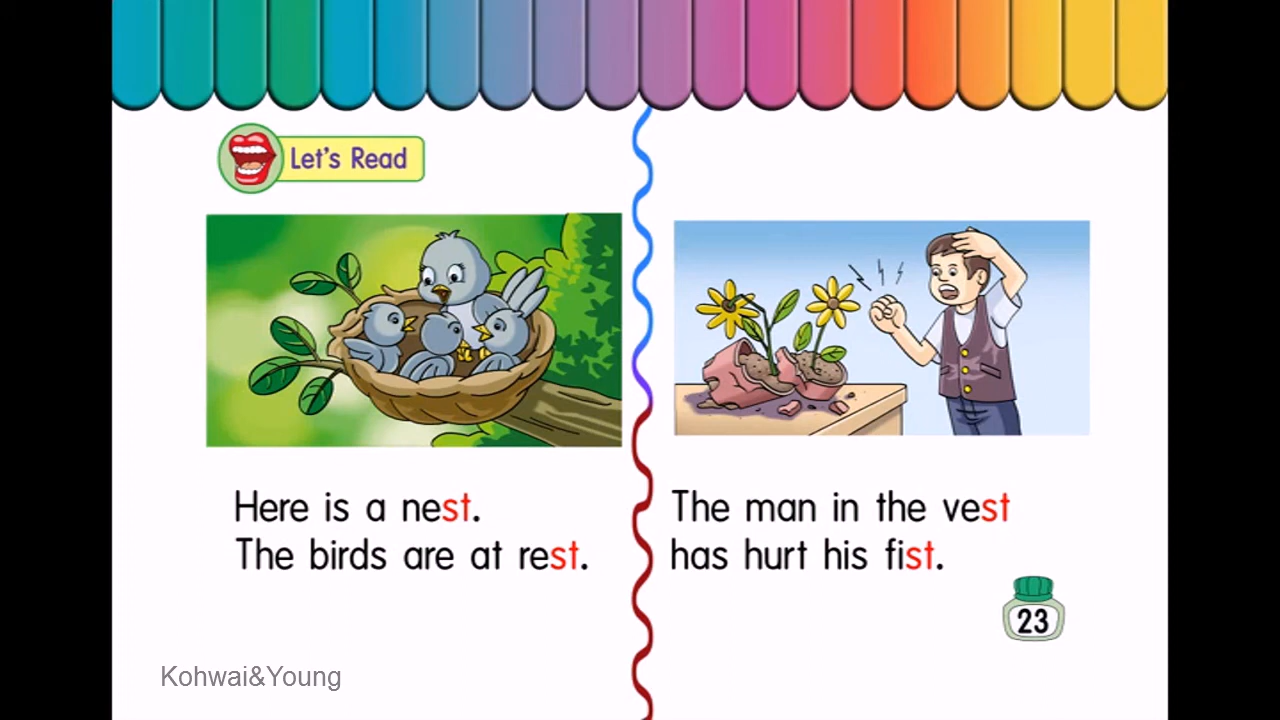 Let's Read
Here is a nest.
The birds are at rest.
The man in the vest
has hurt his fist.
23
Kohwai&Young